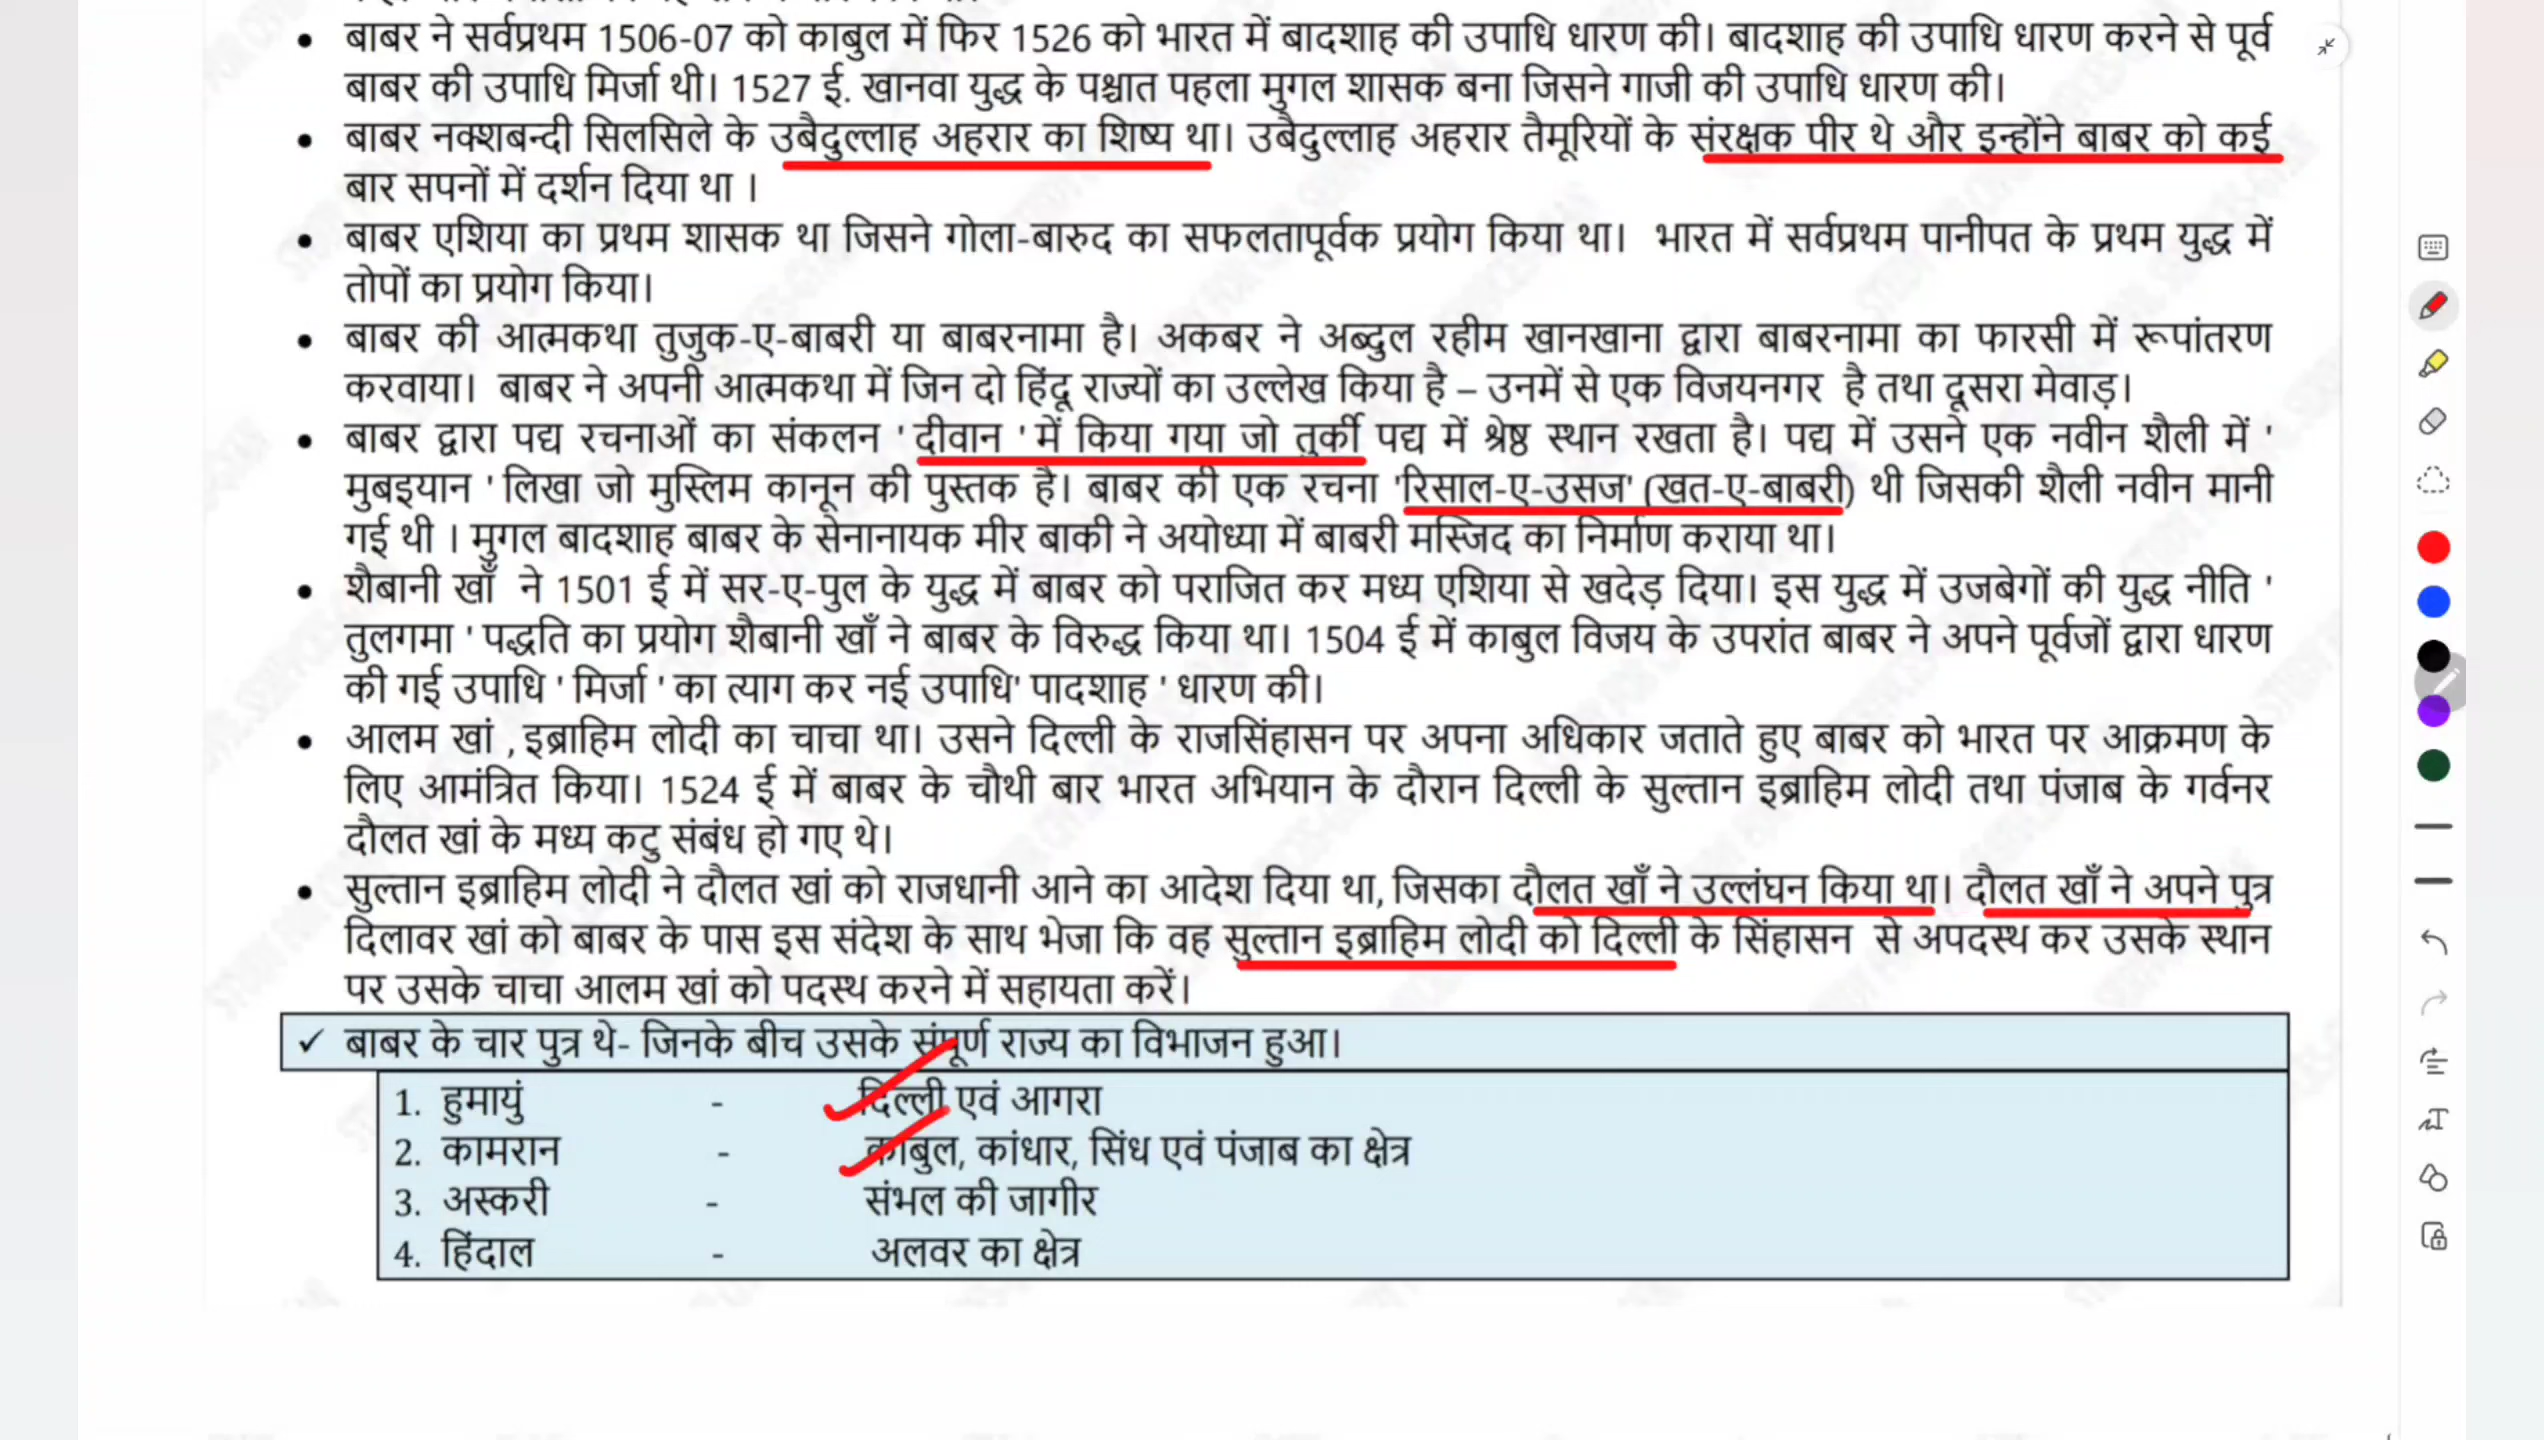 बाबर ने सर्वप्रथम 1506-07 को काबुल में फिर 1526 को भारत में बादशाह की उपाधि धारण की। बादशाह की उपाधि धारण करने से पूर्व
बाबर की उपाधि मिर्जा थी। 1527 ई. खानवा युद्ध के पश्चात पहला मुगल शासक बना जिसने गाजी की उपाधि धारण की।
बाबर नक्शबन्दी सिलसिले के उबैदुल्लाह अहरार का शिष्य था। उबैदुल्लाह अहरार तैमूरियों के संरक्षक पीर थे और इन्होंने बाबर को कई
बार सपनों में दर्शन दिया था ।
बाबर एशिया का प्रथम शासक था जिसने गोला-बारुद का सफलतापूर्वक प्रयोग किया था। भारत में सर्वप्रथम पानीपत के प्रथम युद्ध में
तोपों का प्रयोग किया।
बाबर की आत्मकथा तुजुक-ए-बाबरी या बाबरनामा है। अकबर ने अब्दुल रहीम खानखाना द्वारा बाबरनामा का फारसी में रूपांतरण
करवाया। बाबर ने अपनी आत्मकथा में जिन दो हिंदू राज्यों का उल्लेख किया है – उनमें से एक विजयनगर है तथा दूसरा मेवाड़।
बाबर द्वारा पद्य रचनाओं का संकलन ' दीवान ' में किया गया जो तुर्की पद्य में श्रेष्ठ स्थान रखता है। पद्य में उसने एक नवीन शैली में '
मुबइयान ' लिखा जो मुस्लिम कानून की पुस्तक है। बाबर की एक रचना 'रिसाल-ए-उसज' (खत-ए-बाबरी) थी जिसकी शैली नवीन मानी
गई थी । मुगल बादशाह बाबर के सेनानायक मीर बाकी ने अयोध्या में बाबरी मस्जिद का निर्माण कराया था।
शैबानी खाँ ने 1501 ई में सर-ए-पुल के युद्ध में बाबर को पराजित कर मध्य एशिया से खदेड़ दिया। इस युद्ध में उजबेगों की युद्ध नीति '
तुलगमा ' पद्धति का प्रयोग शैबानी खाँ ने बाबर के विरुद्ध किया था। 1504 ई में काबुल विजय के उपरांत बाबर ने अपने पूर्वजों द्वारा धारण
की गई उपाधि ' मिर्जा ' का त्याग कर नई उपाधि' पादशाह ' धारण की।
आलम खां , इब्राहिम लोदी का चाचा था। उसने दिल्ली के राजसिंहासन पर अपना अधिकार जताते हुए बाबर को भारत पर आक्रमण के
लिए आमंत्रित किया। 1524 ई में बाबर के चौथी बार भारत अभियान के दौरान दिल्ली के सुल्तान इब्राहिम लोदी तथा पंजाब के गर्वनर
दौलत खां के मध्य कटु संबंध हो गए थे।
सुल्तान इब्राहिम लोदी ने दौलत खां को राजधानी आने का आदेश दिया था, जिसका दौलत खाँ ने उल्लंघन किया था। दौलत खाँ ने अपने पुत्र
दिलावर खां को बाबर के पास इस संदेश के साथ भेजा कि वह सुल्तान इब्राहिम लोदी को दिल्ली के सिंहासन से अपदस्थ कर उसके स्थान
पर उसके चाचा आलम खां को पदस्थ करने में सहायता करें।
✓ बाबर के चार पुत्र थे- जिनके बीच उसके संपूर्ण राज्य का विभाजन हुआ।
1. हुमायुं - दिल्ली एवं आगरा
2. कामरान - काबुल, कांधार, सिंध एवं पंजाब का क्षेत्र
3. अस्करी - संभल की जागीर
4. हिंदाल - अलवर का क्षेत्र